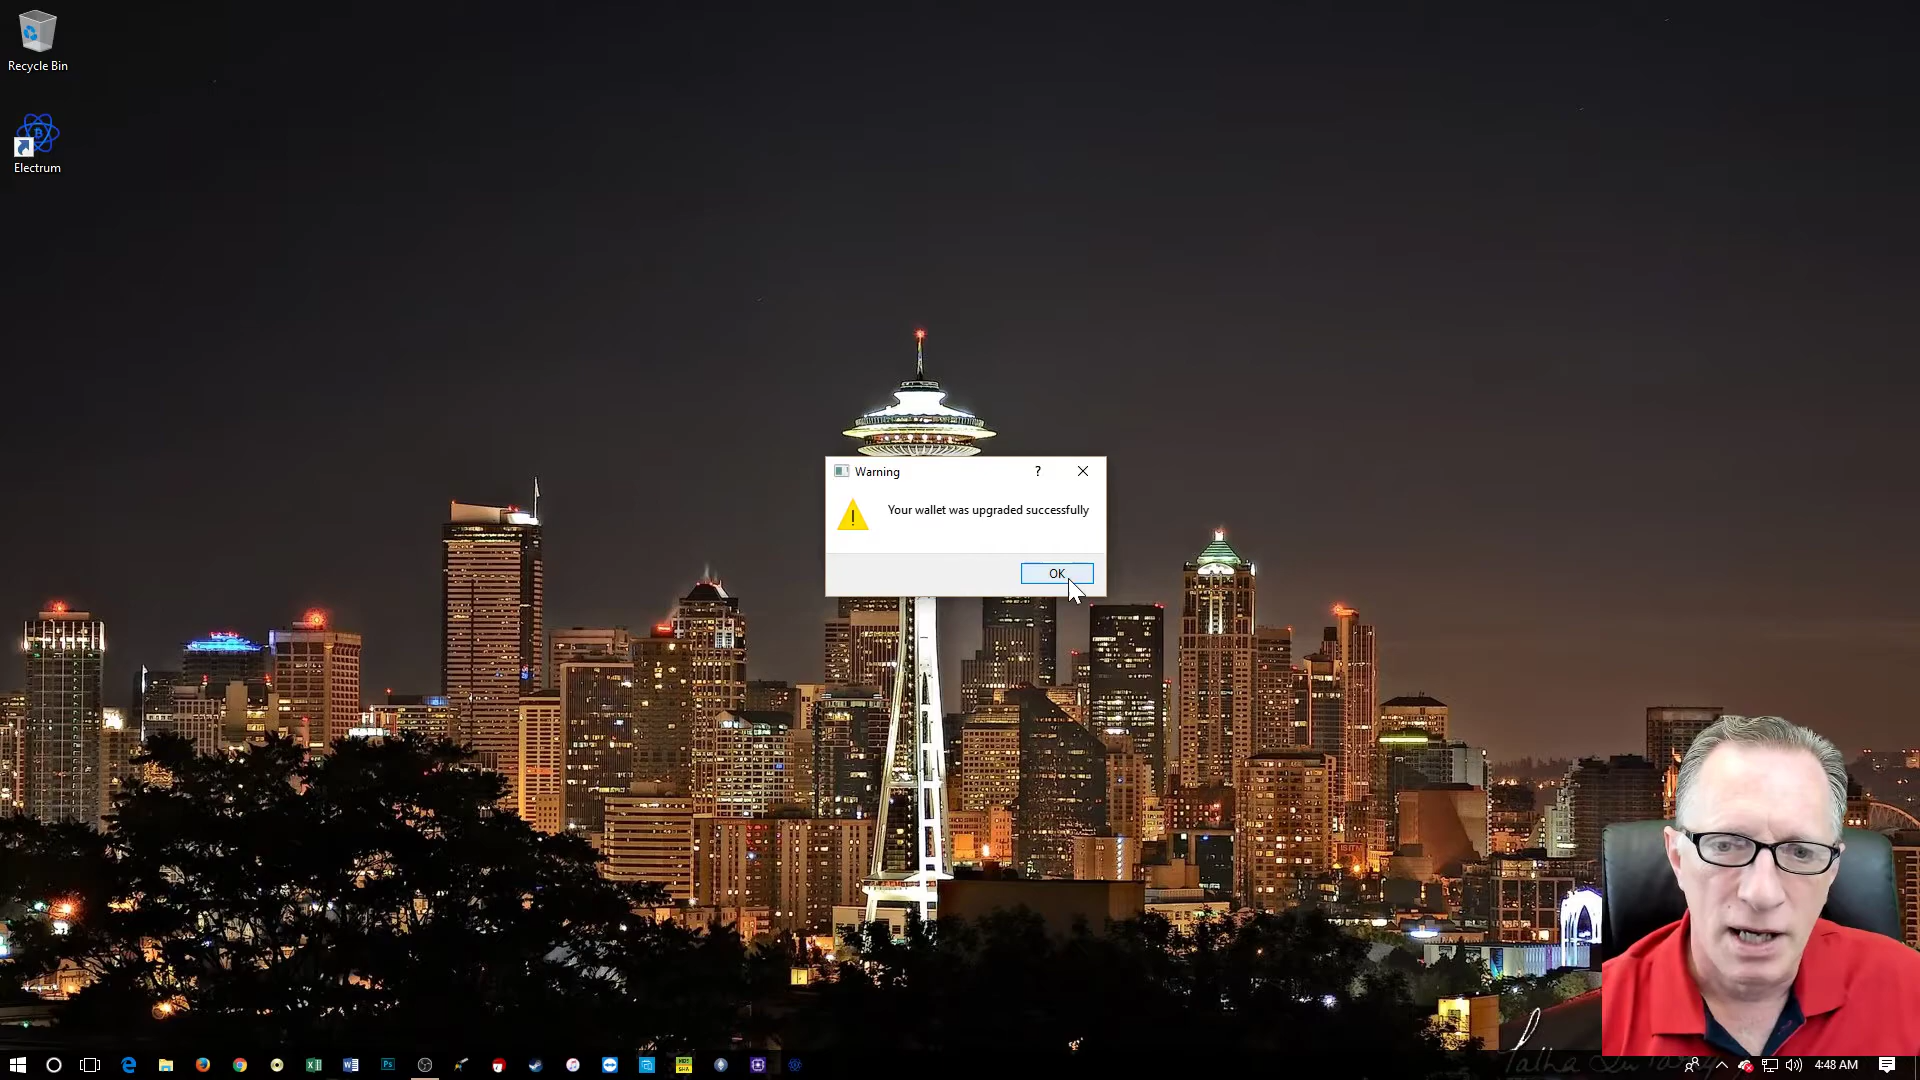 Recycle Bin
Electrum
Warning
?
Your wallet was upgraded successfully
OK
4:48 AM